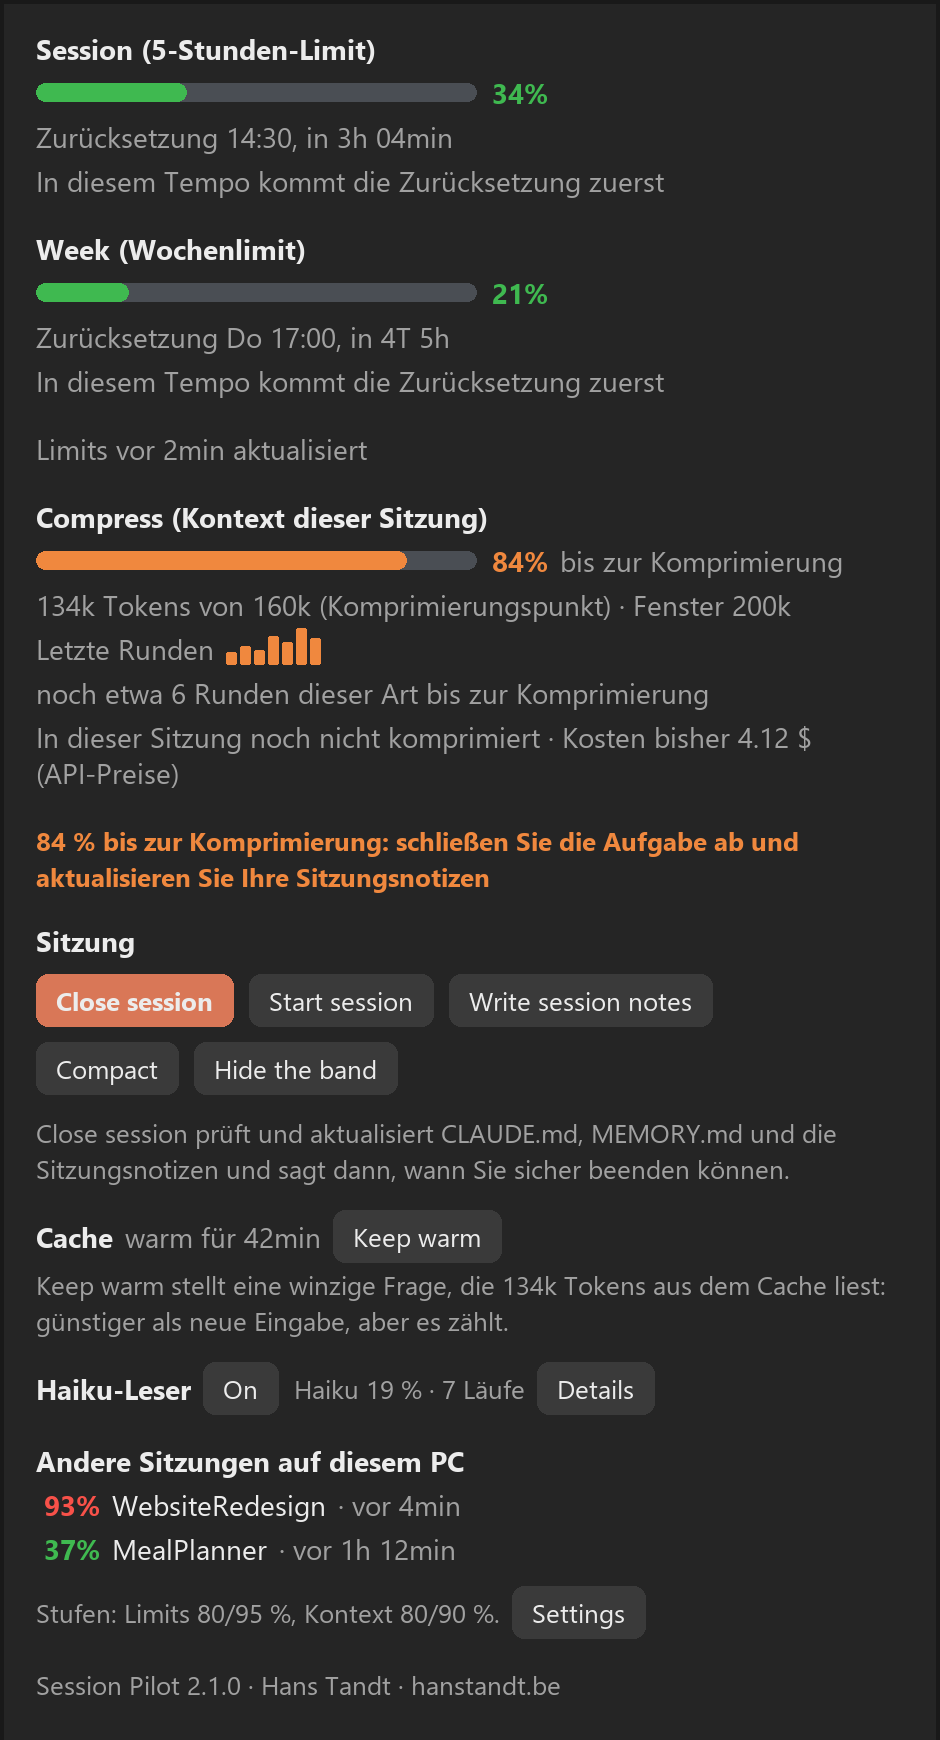 Session (5-Stunden-Limit)
34%
Zurücksetzung 14:30, in 3h 04min
In diesem Tempo kommt die Zurücksetzung zuerst
Week (Wochenlimit)
21%
Zurücksetzung Do 17:00, in 4T 5h
In diesem Tempo kommt die Zurücksetzung zuerst
Limits vor 2min aktualisiert
Compress (Kontext dieser Sitzung)
84% bis zur Komprimierung
134k Tokens von 160k (Komprimierungspunkt) · Fenster 200k
Letzte Runden
noch etwa 6 Runden dieser Art bis zur Komprimierung
In dieser Sitzung noch nicht komprimiert · Kosten bisher 4.12 $
(API-Preise)
84 % bis zur Komprimierung: schließen Sie die Aufgabe ab und
aktualisieren Sie Ihre Sitzungsnotizen
Sitzung
Close session Start session Write session notes
Compact Hide the band
Close session prüft und aktualisiert CLAUDE.md, MEMORY.md und die
Sitzungsnotizen und sagt dann, wann Sie sicher beenden können.
Cache warm für 42min Keep warm
Keep warm stellt eine winzige Frage, die 134k Tokens aus dem Cache liest:
günstiger als neue Eingabe, aber es zählt.
Haiku-Leser On Haiku 19 % · 7 Läufe Details
Andere Sitzungen auf diesem PC
93% WebsiteRedesign · vor 4min
37% MealPlanner · vor 1h 12min
Stufen: Limits 80/95 %, Kontext 80/90 %. Settings
Session Pilot 2.1.0 · Hans Tandt · hanstandt.be